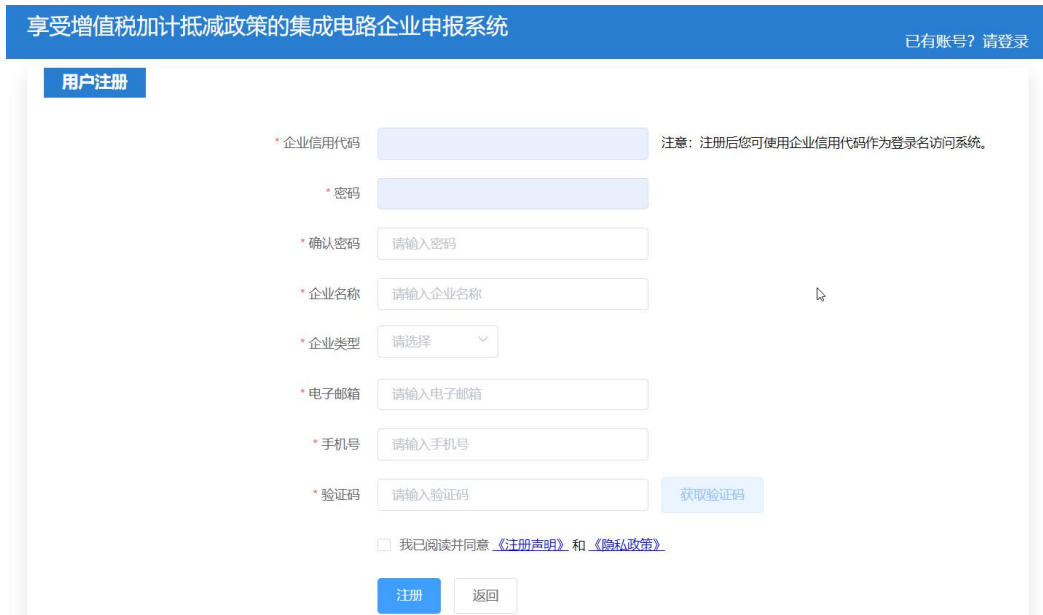 享受增值税加计抵减政策的集成电路企业申报系统
已有账号？请登录
用户注册
* 企业信用代码
注意：注册后您可使用企业信用代码作为登录名访问系统。
* 密码
* 确认密码 请输入密码
* 企业名称 请输入企业名称
* 企业类型 请选择
* 电子邮箱 请输入电子邮箱
* 手机号 请输入手机号
* 验证码 请输入验证码 获取验证码
我已阅读并同意 《注册声明》 和 《隐私政策》
注册 返回